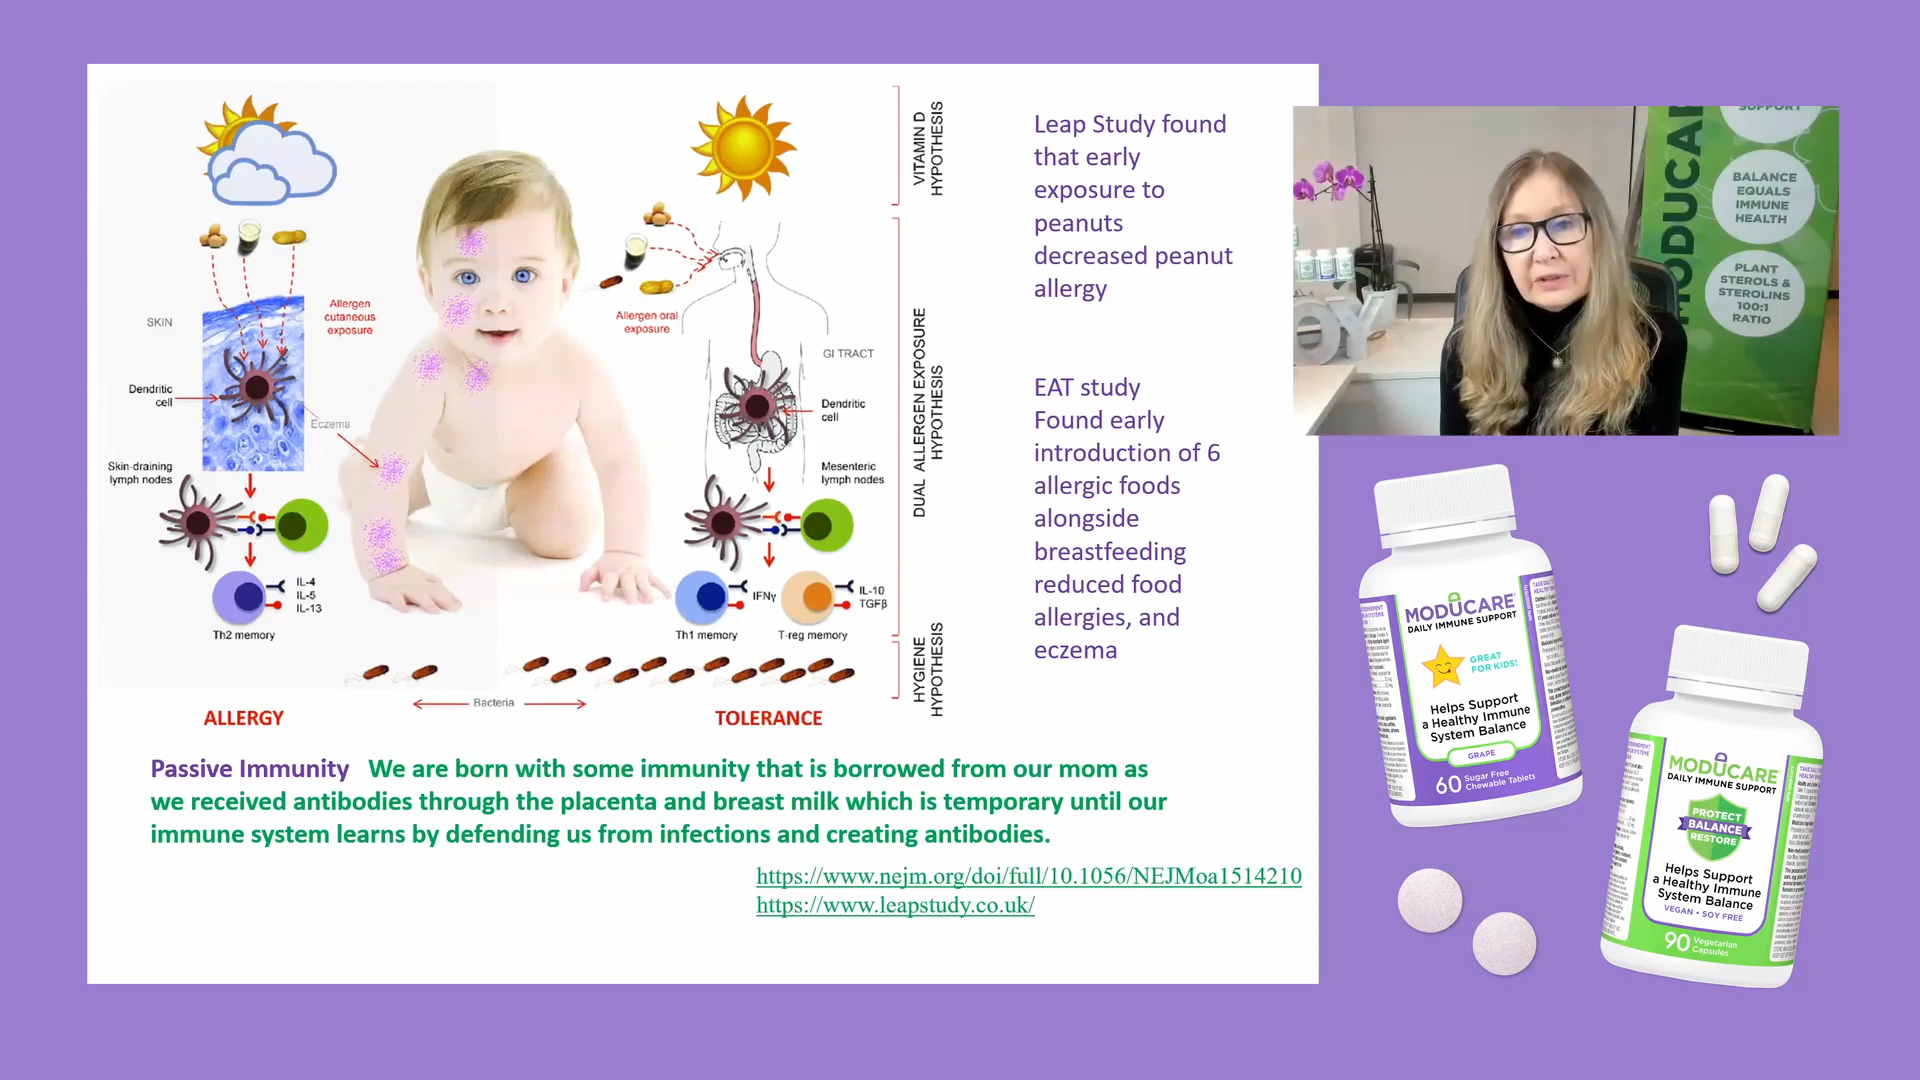 VITAMIN D
HYPOTHESIS
SKIN
Allergen
cutaneous
exposure
Dendritic
cell
Eczema
Skin-draining
lymph nodes
IL-4
IL-5
IL-13
Th2 memory
Allergen oral
exposure
GI TRACT
Dendritic
cell
Mesenteric
lymph nodes
IFNγ
IL-10
TGFβ
Th1 memory
T-reg memory
DUAL ALLERGEN EXPOSURE
HYPOTHESIS
HYGIENE
HYPOTHESIS
Bacteria
ALLERGY
TOLERANCE
Leap Study found
that early
exposure to
peanuts
decreased peanut
allergy
EAT study
Found early
introduction of 6
allergic foods
alongside
breastfeeding
reduced food
allergies, and
eczema
Passive Immunity We are born with some immunity that is borrowed from our mom as
we received antibodies through the placenta and breast milk which is temporary until our
immune system learns by defending us from infections and creating antibodies.
https://www.nejm.org/doi/full/10.1056/NEJMoa1514210
https://www.leapstudy.co.uk/
SUPPORT
BALANCE
EQUALS
IMMUNE
HEALTH
PLANT
STEROLS &
STEROLINS
100:1
RATIO
OY
MODUCARE
DAILY IMMUNE SUPPORT
GREAT
FOR KIDS!
Helps Support
a Healthy Immune
System Balance
GRAPE
60 Sugar Free
Chewable Tablets
MODUCARE
DAILY IMMUNE SUPPORT
PROTECT
BALANCE
RESTORE
Helps Support
a Healthy Immune
System Balance
VEGAN • SOY FREE
90 Vegetarian
Capsules